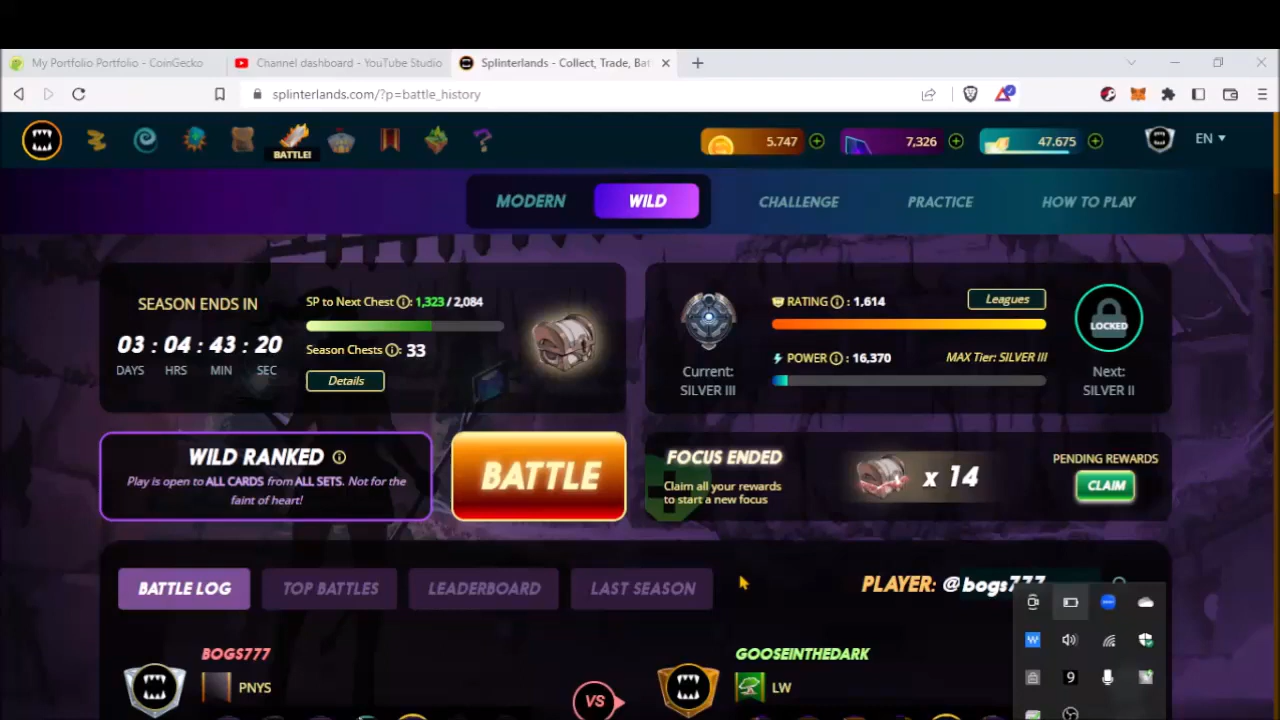 My Portfolio Portfolio - CoinGecko
Channel dashboard - YouTube Studio
Splinterlands - Collect, Trade, Bat
splinterlands.com/?p=battle_history
BATTLE!
5.747
7,326
47.675
EN
MODERN
WILD
CHALLENGE
PRACTICE
HOW TO PLAY
SEASON ENDS IN
03 : 04 : 43 : 20
DAYS HRS MIN SEC
SP to Next Chest : 1,323 / 2,084
Season Chests : 33
Details
RATING : 1,614
Leagues
POWER : 16,370
MAX Tier: SILVER III
Current:
SILVER III
LOCKED
Next:
SILVER II
WILD RANKED
Play is open to ALL CARDS from ALL SETS. Not for the
faint of heart!
BATTLE
FOCUS ENDED
Claim all your rewards
to start a new focus
x 14
PENDING REWARDS
CLAIM
BATTLE LOG
TOP BATTLES
LEADERBOARD
LAST SEASON
PLAYER: @bogs777
BOGS777
PNYS
VS
GOOSEINTHEDARK
LW
W
9